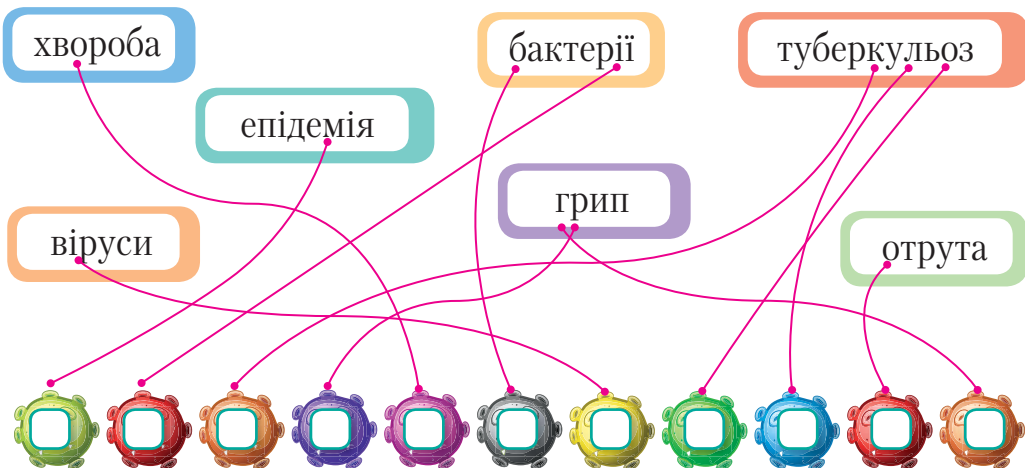 хвороба
бактерії
туберкульоз
епідемія
грип
віруси
отрута